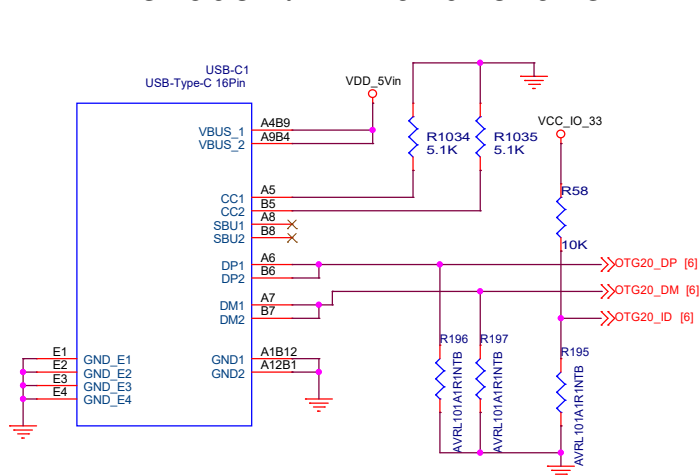 USB-C1
USB-Type-C 16Pin
VDD_5Vin
VCC_IO_33
VBUS_1 A4B9
VBUS_2 A9B4
R1034
5.1K
R1035
5.1K
CC1 A5
CC2 B5
SBU1 A8
SBU2 B8
R58
10K
DP1 A6
DP2 B6
OTG20_DP [6]
DM1 A7
DM2 B7
OTG20_DM [6]
OTG20_ID [6]
E1 GND_E1
E2 GND_E2
E3 GND_E3
E4 GND_E4
GND1 A1B12
GND2 A12B1
R196
AVRL101A1R1NTB
R197
AVRL101A1R1NTB
R195
AVRL101A1R1NTB